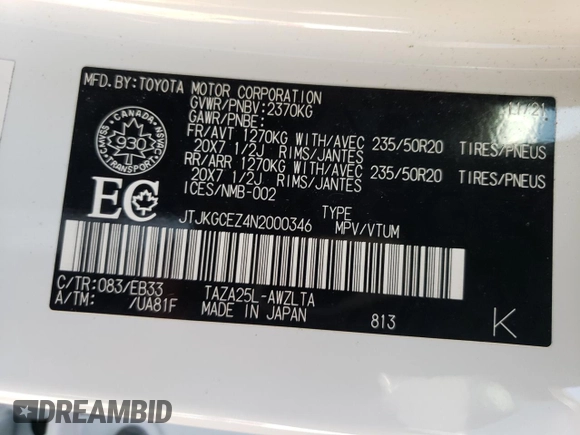 MFD.BY:TOYOTA MOTOR CORPORATION 11/21
GVWR/PNBV:2370KG
GAWR/PNBE:
FR/AVT 1270KG WITH/AVEC 235/50R20 TIRES/PNEUS
20X7 1/2J RIMS/JANTES
RR/ARR 1270KG WITH/AVEC 235/50R20 TIRES/PNEUS
20X7 1/2J RIMS/JANTES
ICES/NMB-002
CANADA
CMVSS
NSVAC
930
TRANSPORT
EC
JTJKGCEZ4N2000346 TYPE
MPV/VTUM
C/TR:083/EB33 TAZA25L-AWZLTA
A/TM: /UA81F MADE IN JAPAN 813 K
DREAMBID